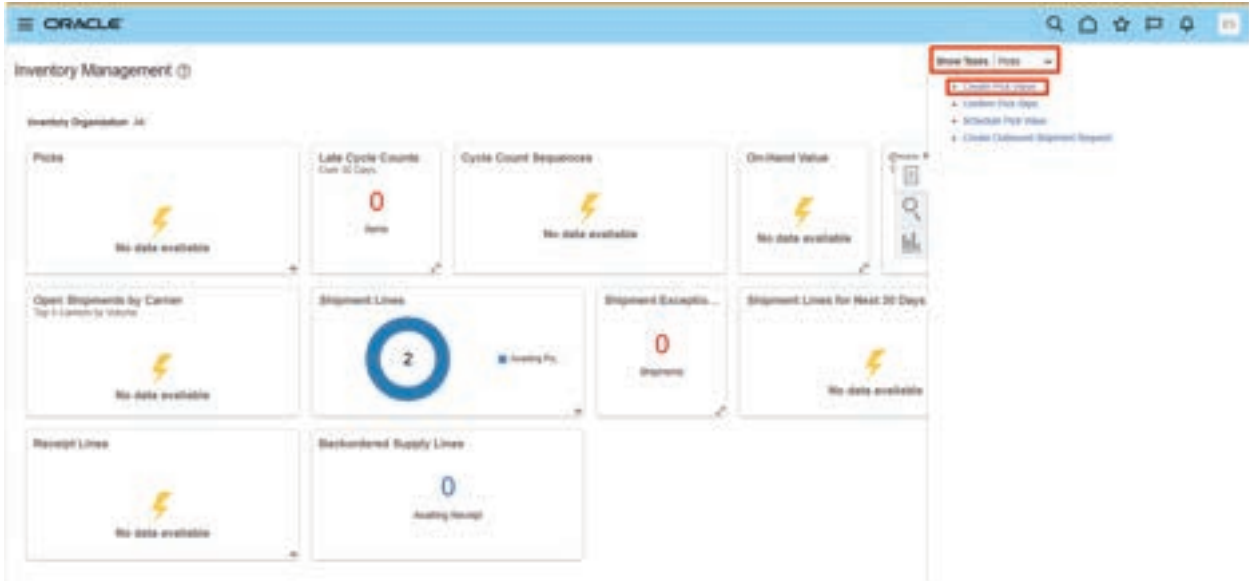 ORACLE
Inventory Management
Show Tasks Picks
Create Pick Wave
Confirm Pick Slips
Schedule Pick Wave
Create Outbound Shipment Request
Inventory Organization All
Picks
No data available
Late Cycle Counts
Over 30 Days
0
Items
Cycle Count Sequences
No data available
On-Hand Value
No data available
Open Shipments by Carrier
Top 5 Carriers by Volume
No data available
Shipment Lines
2
Shipment Exceptio...
0
Shipments
Shipment Lines for Next 30 Days
No data available
Receipt Lines
No data available
Backordered Supply Lines
0
Awaiting Receipt